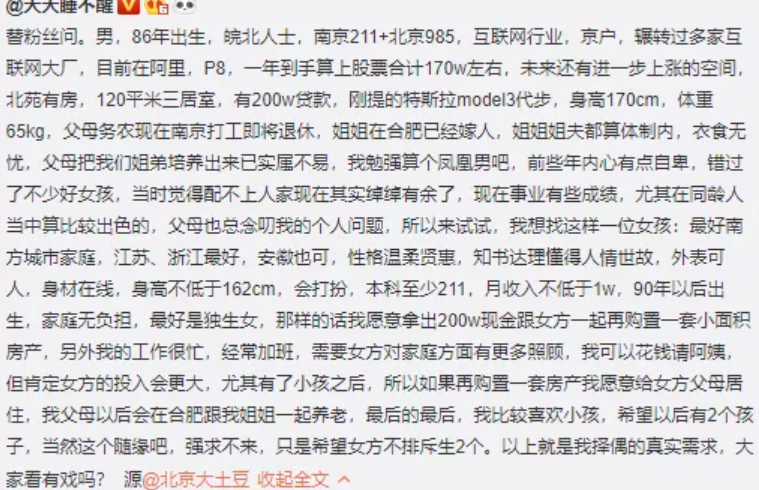 @天天睡不醒
替粉丝问。男，86年出生，皖北人士，南京211+北京985，互联网行业，京户，辗转过多家互
联网大厂，目前在阿里，P8，一年到手算上股票合计170w左右，未来还有进一步上涨的空间，
北苑有房，120平米三居室，有200w贷款，刚提的特斯拉model3代步，身高170cm，体重
65kg，父母务农现在南京打工即将退休，姐姐在合肥已经嫁人，姐姐姐夫都算体制内，衣食无
忧，父母把我们姐弟培养出来已实属不易，我勉强算个凤凰男吧，前些年内心有点自卑，错过
了不少好女孩，当时觉得配不上人家现在其实绰绰有余了，现在事业有些成绩，尤其在同龄人
当中算比较出色的，父母也总念叨我的个人问题，所以来试试，我想找这样一位女孩：最好南
方城市家庭，江苏、浙江最好，安徽也可，性格温柔贤惠，知书达理懂得人情世故，外表可
人，身材在线，身高不低于162cm，会打扮，本科至少211，月收入不低于1w，90年以后出
生，家庭无负担，最好是独生女，那样的话我愿意拿出200w现金跟女方一起再购置一套小面积
房产，另外我的工作很忙，经常加班，需要女方对家庭方面有更多照顾，我可以花钱请阿姨，
但肯定女方的投入会更大，尤其有了小孩之后，所以如果再购置一套房产我愿意给女方父母居
住，我父母以后会在合肥跟我姐姐一起养老，最后的最后，我比较喜欢小孩，希望以后有2个孩
子，当然这个随缘吧，强求不来，只是希望女方不排斥生2个。以上就是我择偶的真实需求，大
家看有戏吗？ 源@北京大土豆 收起全文